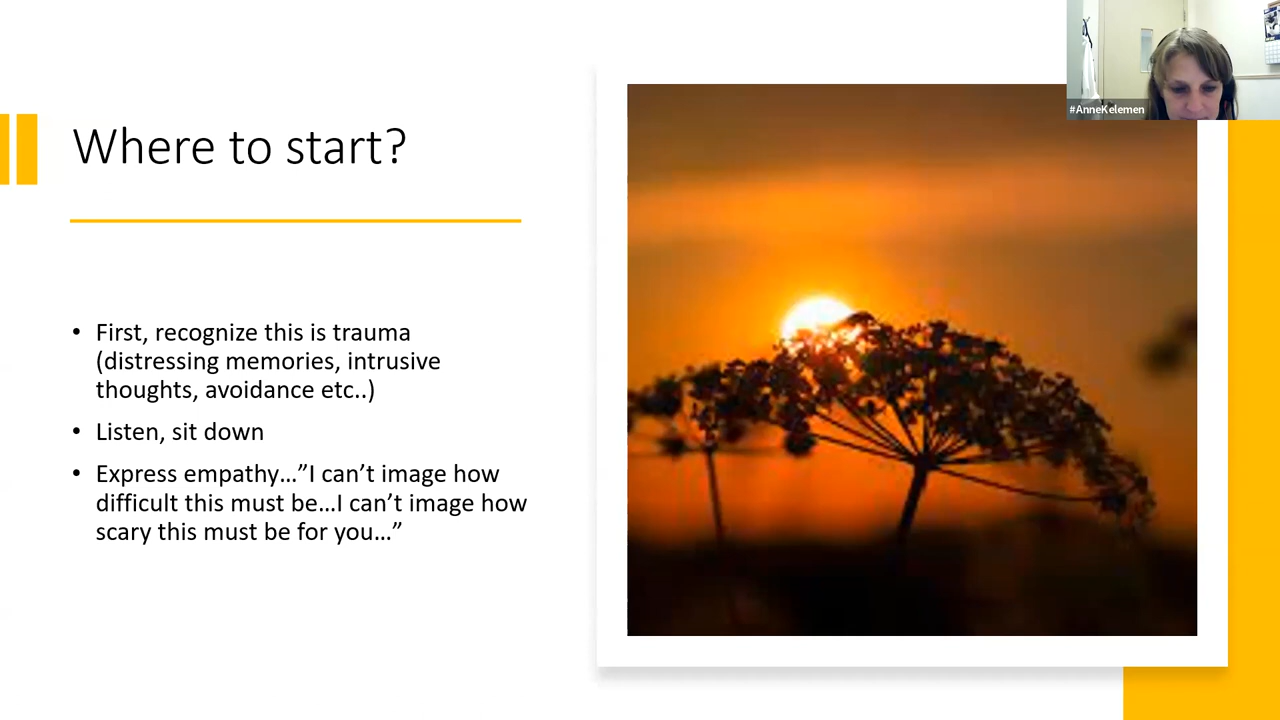 #AnneKelemen
Where to start?
• First, recognize this is trauma
(distressing memories, intrusive
thoughts, avoidance etc..)
• Listen, sit down
• Express empathy…”I can’t image how
difficult this must be…I can’t image how
scary this must be for you…”